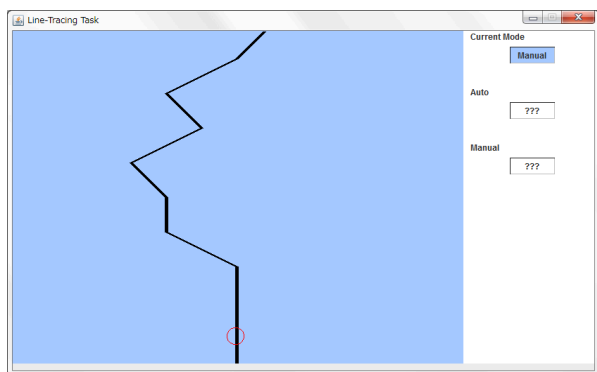 Line-Tracing Task
Current Mode
Manual
Auto
???
Manual
???